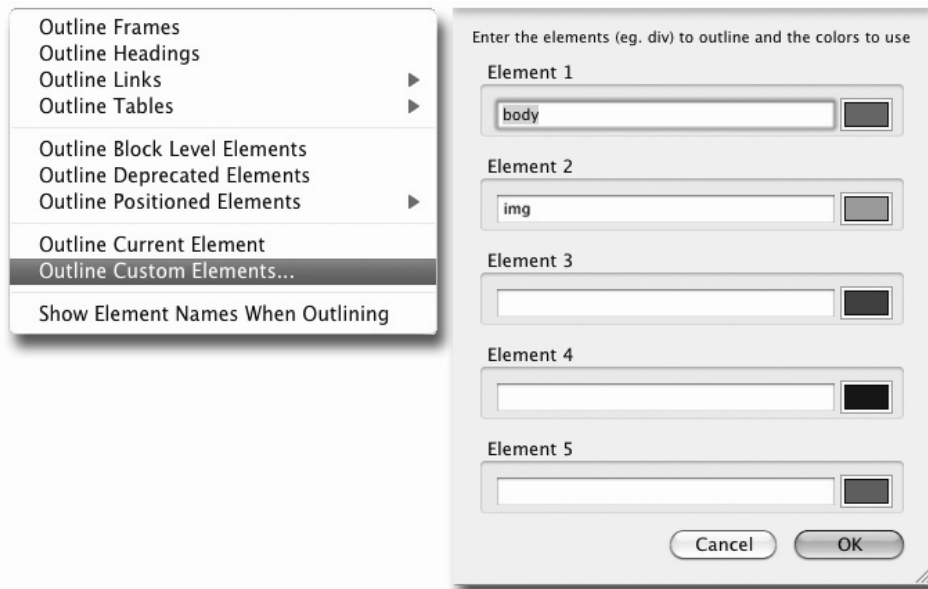 Outline Frames
Outline Headings
Outline Links
Outline Tables
Outline Block Level Elements
Outline Deprecated Elements
Outline Positioned Elements
Outline Current Element
Outline Custom Elements...
Show Element Names When Outlining
Enter the elements (eg. div) to outline and the colors to use
Element 1
body
Element 2
img
Element 3
Element 4
Element 5
Cancel
OK